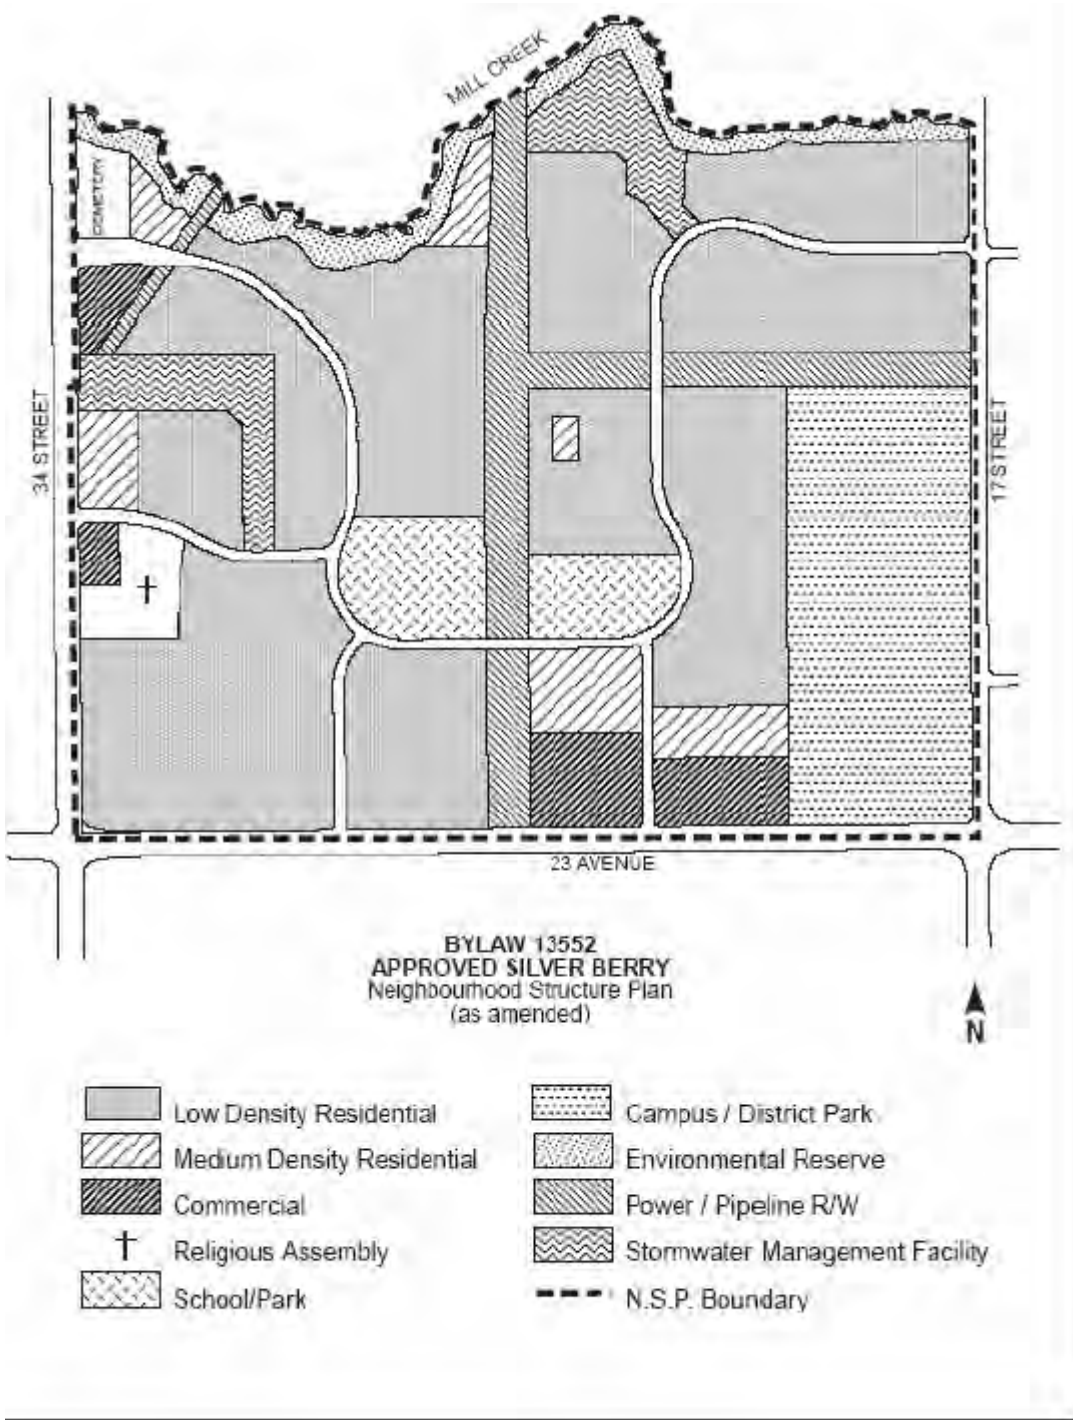 MILL CREEK
CEMETERY
34 STREET
17 STREET
23 AVENUE
BYLAW 13552
APPROVED SILVER BERRY
Neighbourhood Structure Plan
(as amended)
N
Low Density Residential
Medium Density Residential
Commercial
Religious Assembly
School/Park
Campus / District Park
Environmental Reserve
Power / Pipeline R/W
Stormwater Management Facility
N.S.P. Boundary